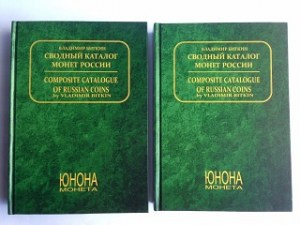 ВЛАДИМИР БИТКИН
СВОДНЫЙ КАТАЛОГ
МОНЕТ РОССИИ
COMPOSITE CATALOGUE
OF RUSSIAN COINS
by VLADIMIR BITKIN
ЮНОНА
МОНЕТА
ВЛАДИМИР БИТКИН
СВОДНЫЙ КАТАЛОГ
МОНЕТ РОССИИ
COMPOSITE CATALOGUE
OF RUSSIAN COINS
by VLADIMIR BITKIN
ЮНОНА
МОНЕТА